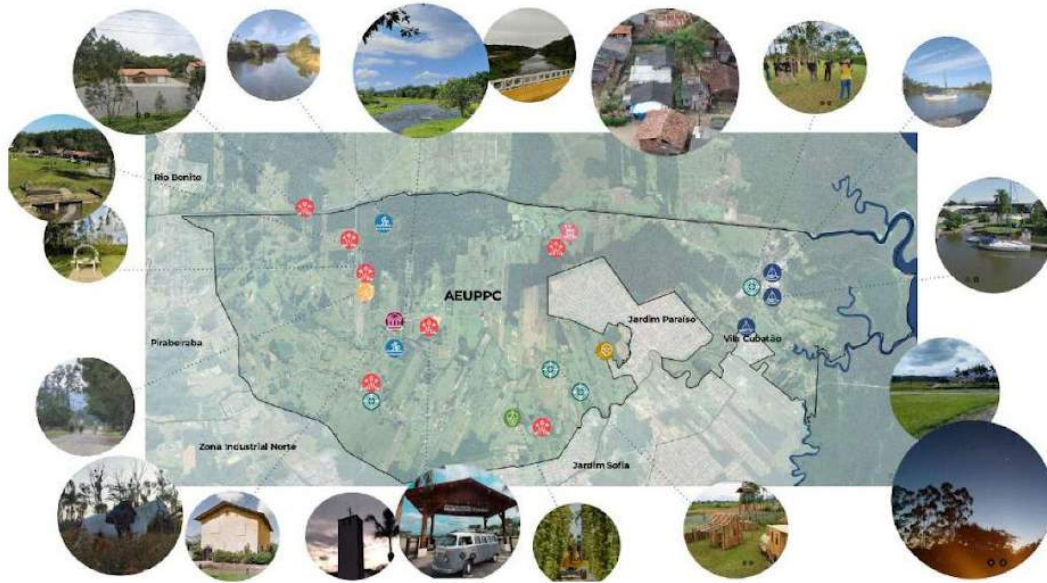 Rio Bonito
AEUPPC
Jardim Paraíso
Pirabeiraba
Vila Cubatão
Zona Industrial Norte
Jardim Sofia